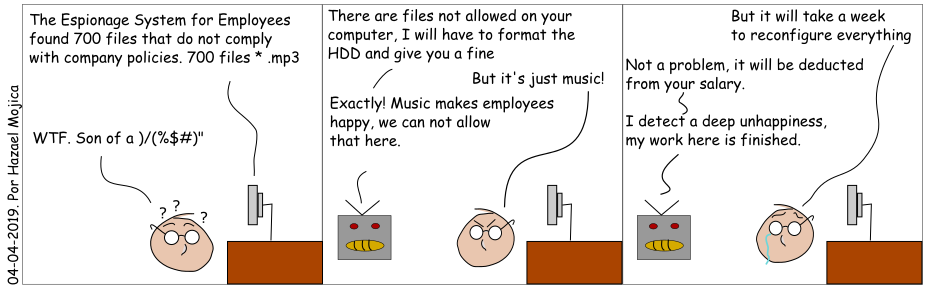 The Espionage System for Employees
found 700 files that do not comply
with company policies. 700 files * .mp3
WTF. Son of a )/(%$#)"
? ? ?
There are files not allowed on your
computer, I will have to format the
HDD and give you a fine
But it's just music!
Exactly! Music makes employees
happy, we can not allow
that here.
But it will take a week
to reconfigure everything
Not a problem, it will be deducted
from your salary.
I detect a deep unhappiness,
my work here is finished.
04-04-2019. Por Hazael Mojica